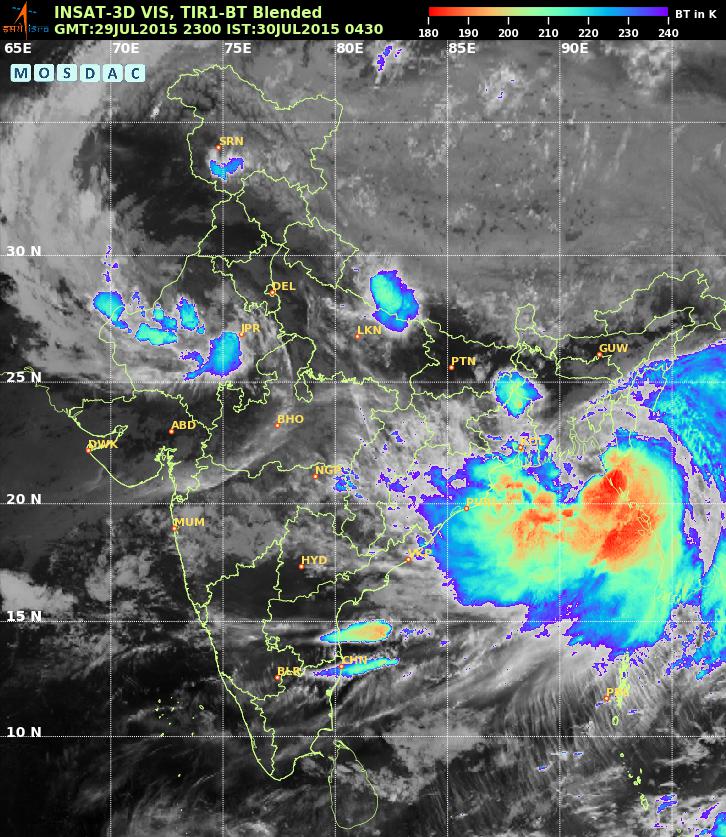 INSAT-3D VIS, TIR1-BT Blended
GMT:29JUL2015 2300 IST:30JUL2015 0430
BT in K
180 190 200 210 220 230 240
65E 70E 75E 80E 85E 90E
MOSDAC
SRN
30 N
DEL
JPR
LKN
GUW
PTN
25 N
ABD
BHO
DWK
KOL
NGP
20 N
MUM
VKP
HYD
15 N
CHN
BLR
10 N